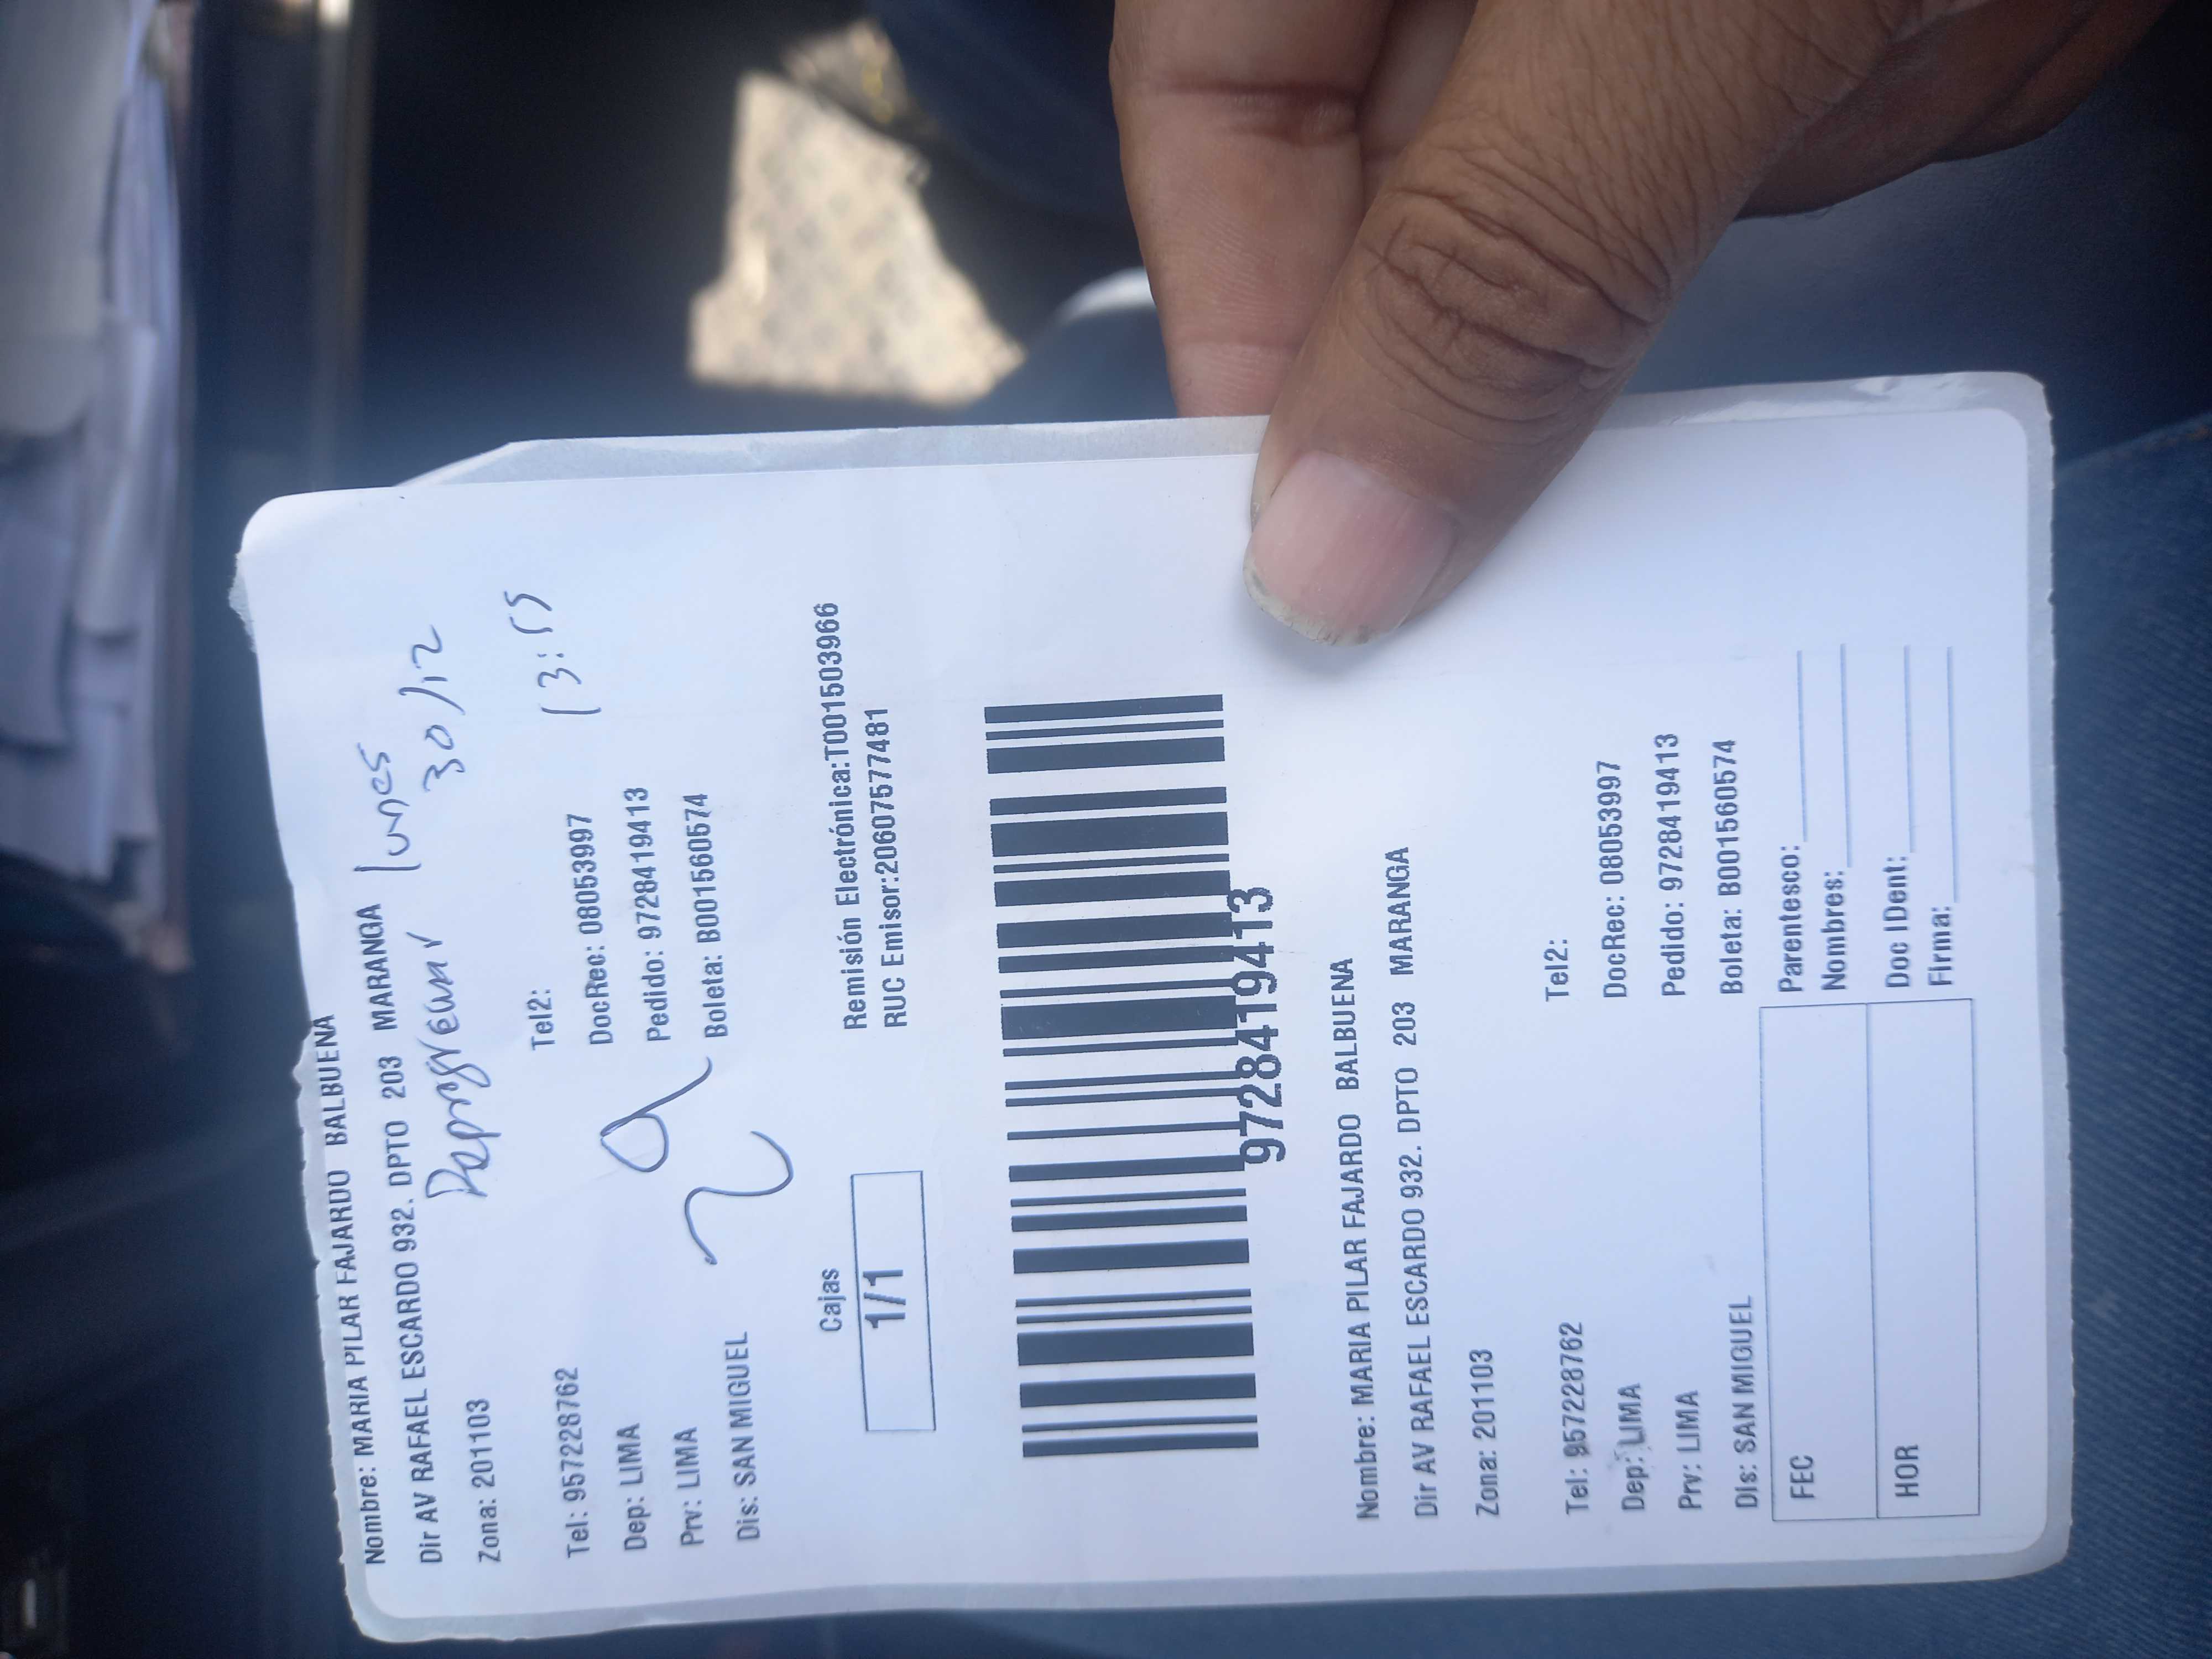 Nombre: MARIA PILAR FAJARDO BALBUENA
Dir AV RAFAEL ESCARDO 932. DPTO 203 MARANGA
lunes
Reprogramar 30/12
Zona: 201103
13:15
Tel: 957228762 Tel2:
Dep: LIMA DocRec: 08053997
Prv: LIMA Pedido: 9728419413
Dis: SAN MIGUEL Boleta: B001560574
Cajas
1/1
Remisión Electrónica:T001503966
RUC Emisor:20607577481
9728419413
Nombre: MARIA PILAR FAJARDO BALBUENA
Dir AV RAFAEL ESCARDO 932. DPTO 203 MARANGA
Zona: 201103
Tel: 957228762 Tel2:
Dep: LIMA DocRec: 08053997
Prv: LIMA Pedido: 9728419413
Dis: SAN MIGUEL Boleta: B001560574
FEC
Parentesco:
Nombres:
HOR
Doc IDent:
Firma: